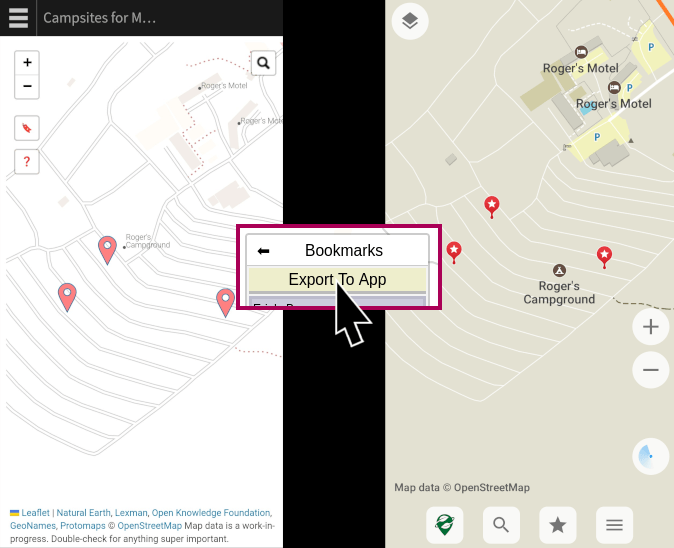 Campsites for M…
+
−
?
Roger's Motel
Roger's Mote
Roger's
Campground
Leaflet | Natural Earth, Lexman, Open Knowledge Foundation,
GeoNames, Protomaps © OpenStreetMap Map data is a work-in-
progress. Double-check for anything super important.
Bookmarks
Export To App
P
Roger's Motel
P
Roger's Motel
P
Roger's
Campground
+
−
Map data © OpenStreetMap